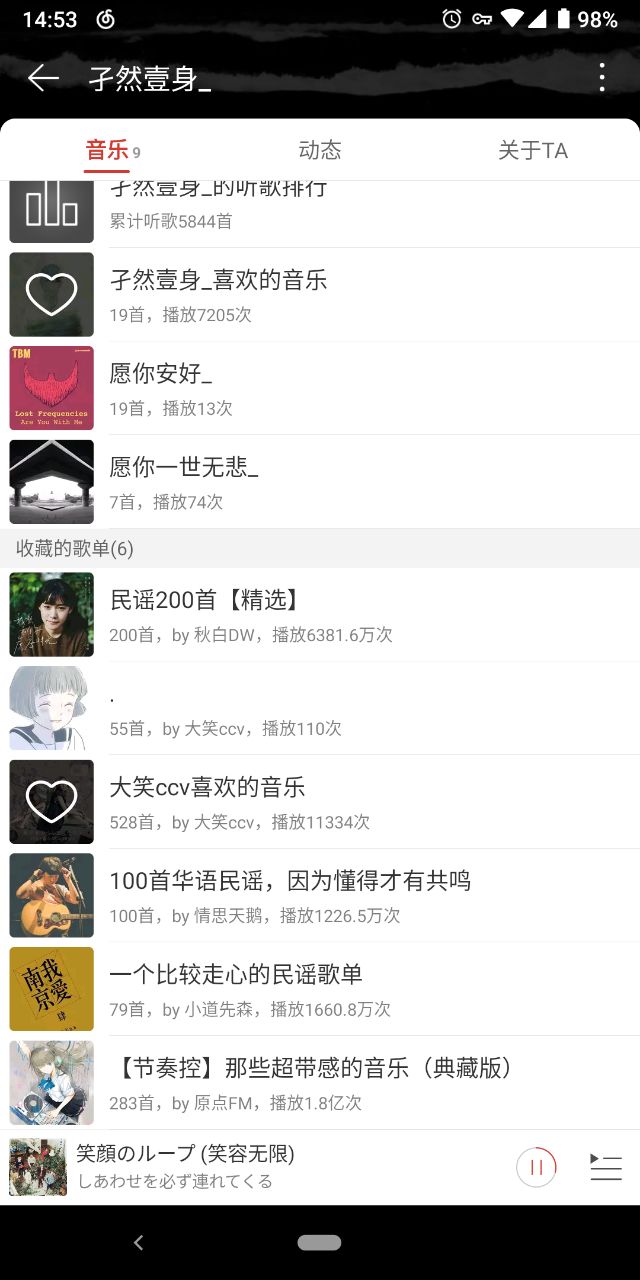 14:53
98%
孑然壹身_
音乐 9
动态
关于TA
孑然壹身_的听歌排行
累计听歌5844首
孑然壹身_喜欢的音乐
19首，播放7205次
TBM
Lost Frequencies
Are You With Me
愿你安好_
19首，播放13次
愿你一世无悲_
7首，播放74次
收藏的歌单(6)
民谣200首【精选】
200首，by 秋白DW，播放6381.6万次
.
55首，by 大笑ccv，播放110次
大笑ccv喜欢的音乐
528首，by 大笑ccv，播放11334次
100首华语民谣，因为懂得才有共鸣
100首，by 情思天鹅，播放1226.5万次
南京
我愛
肆
一个比较走心的民谣歌单
79首，by 小道先森，播放1660.8万次
【节奏控】那些超带感的音乐（典藏版）
283首，by 原点FM，播放1.8亿次
笑顔のループ (笑容无限)
しあわせを必ず連れてくる